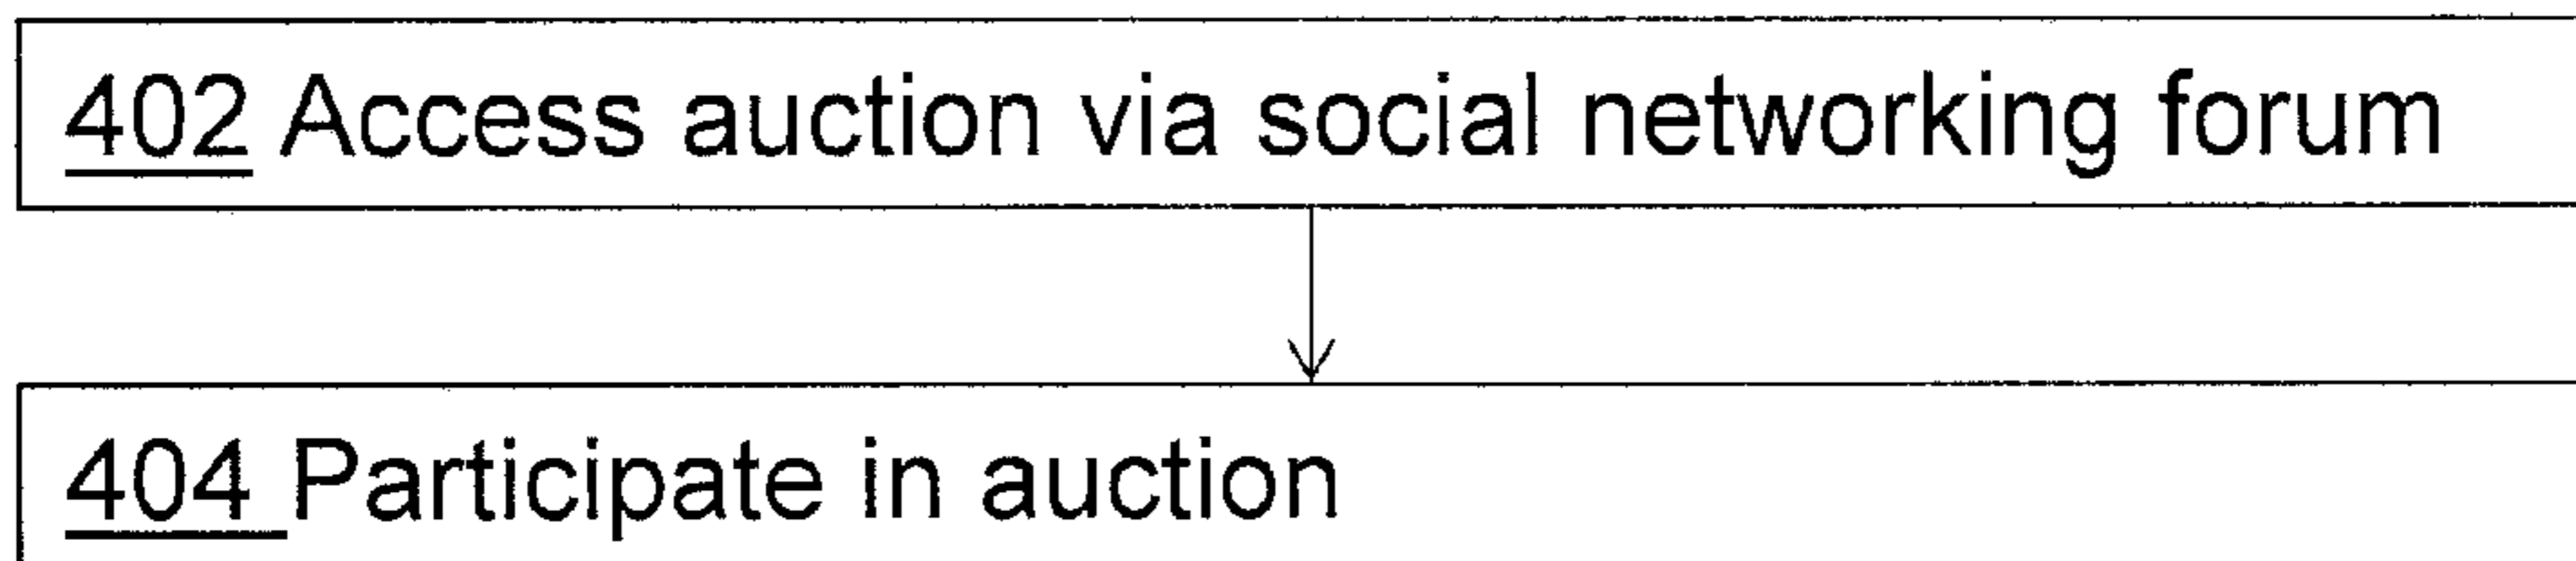 402 Access auction via social networking forum
404 Participate in auction